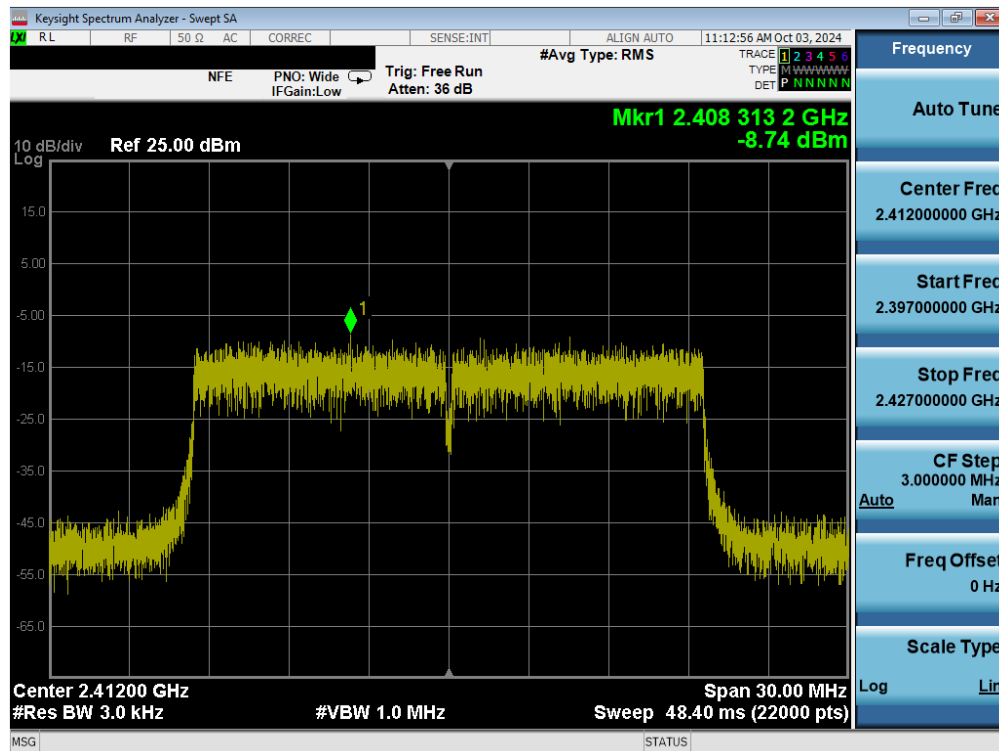 Keysight Spectrum Analyzer - Swept SA
LXI RL RF 50 Ω AC CORREC SENSE:INT ALIGN AUTO 11:12:56 AM Oct 03, 2024
#Avg Type: RMS
TRACE 1 2 3 4 5 6
TYPE M W W W W W
DET P N N N N N
NFE PNO: Wide Trig: Free Run
IFGain:Low Atten: 36 dB
Mkr1 2.408 313 2 GHz
-8.74 dBm
10 dB/div Ref 25.00 dBm
Log
15.0
5.00
1
-5.00
-15.0
-25.0
-35.0
-45.0
-55.0
-65.0
Center 2.41200 GHz Span 30.00 MHz
#Res BW 3.0 kHz #VBW 1.0 MHz Sweep 48.40 ms (22000 pts)
MSG STATUS
Frequency
Auto Tune
Center Freq
2.412000000 GHz
Start Freq
2.397000000 GHz
Stop Freq
2.427000000 GHz
CF Step
3.000000 MHz
Auto Man
Freq Offset
0 Hz
Scale Type
Log Lin